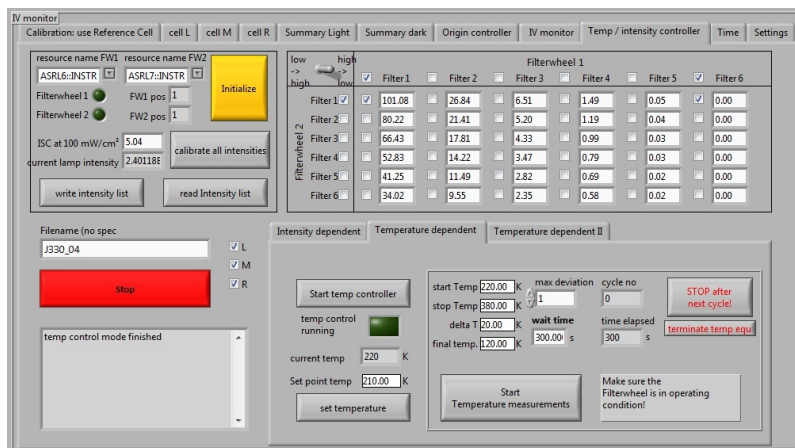 IV monitor
Calibration: use Reference Cell cell L cell M cell R Summary Light Summary dark Origin controller IV monitor Temp / intensity controller Time Settings
resource name FW1 resource name FW2
ASRL6::INSTR ASRL7::INSTR
Initialize
Filterwheel 1 FW1 pos 1
Filterwheel 2 FW2 pos 1
ISC at 100 mW/cm² 5.04
current lamp intensity 2.40118E
calibrate all intensities
write intensity list read Intensity list
low -> high high -> low
Filterwheel 1
Filter 1 Filter 2 Filter 3 Filter 4 Filter 5 Filter 6
Filterwheel 2
Filter 1 101.08 26.84 6.51 1.49 0.05 0.00
Filter 2 80.22 21.41 5.20 1.19 0.04 0.00
Filter 3 66.43 17.81 4.33 0.99 0.03 0.00
Filter 4 52.83 14.22 3.47 0.79 0.03 0.00
Filter 5 41.25 11.49 2.82 0.69 0.02 0.00
Filter 6 34.02 9.55 2.35 0.58 0.02 0.00
Filename (no spec
J330_04
L
M
R
Stop
temp control mode finished
Intensity dependent Temperature dependent Temperature dependent II
Start temp controller
temp control
running
current temp 220 K
Set point temp 210.00 K
set temperature
start Temp 220.00 K
stop Temp 380.00 K
delta T 20.00 K
final temp. 120.00 K
max deviation
1
wait time
300.00 s
cycle no
0
time elapsed
300 s
STOP after
next cycle!
terminate temp equi
Start
Temperature measurements
Make sure the
Filterwheel is in operating
condition!